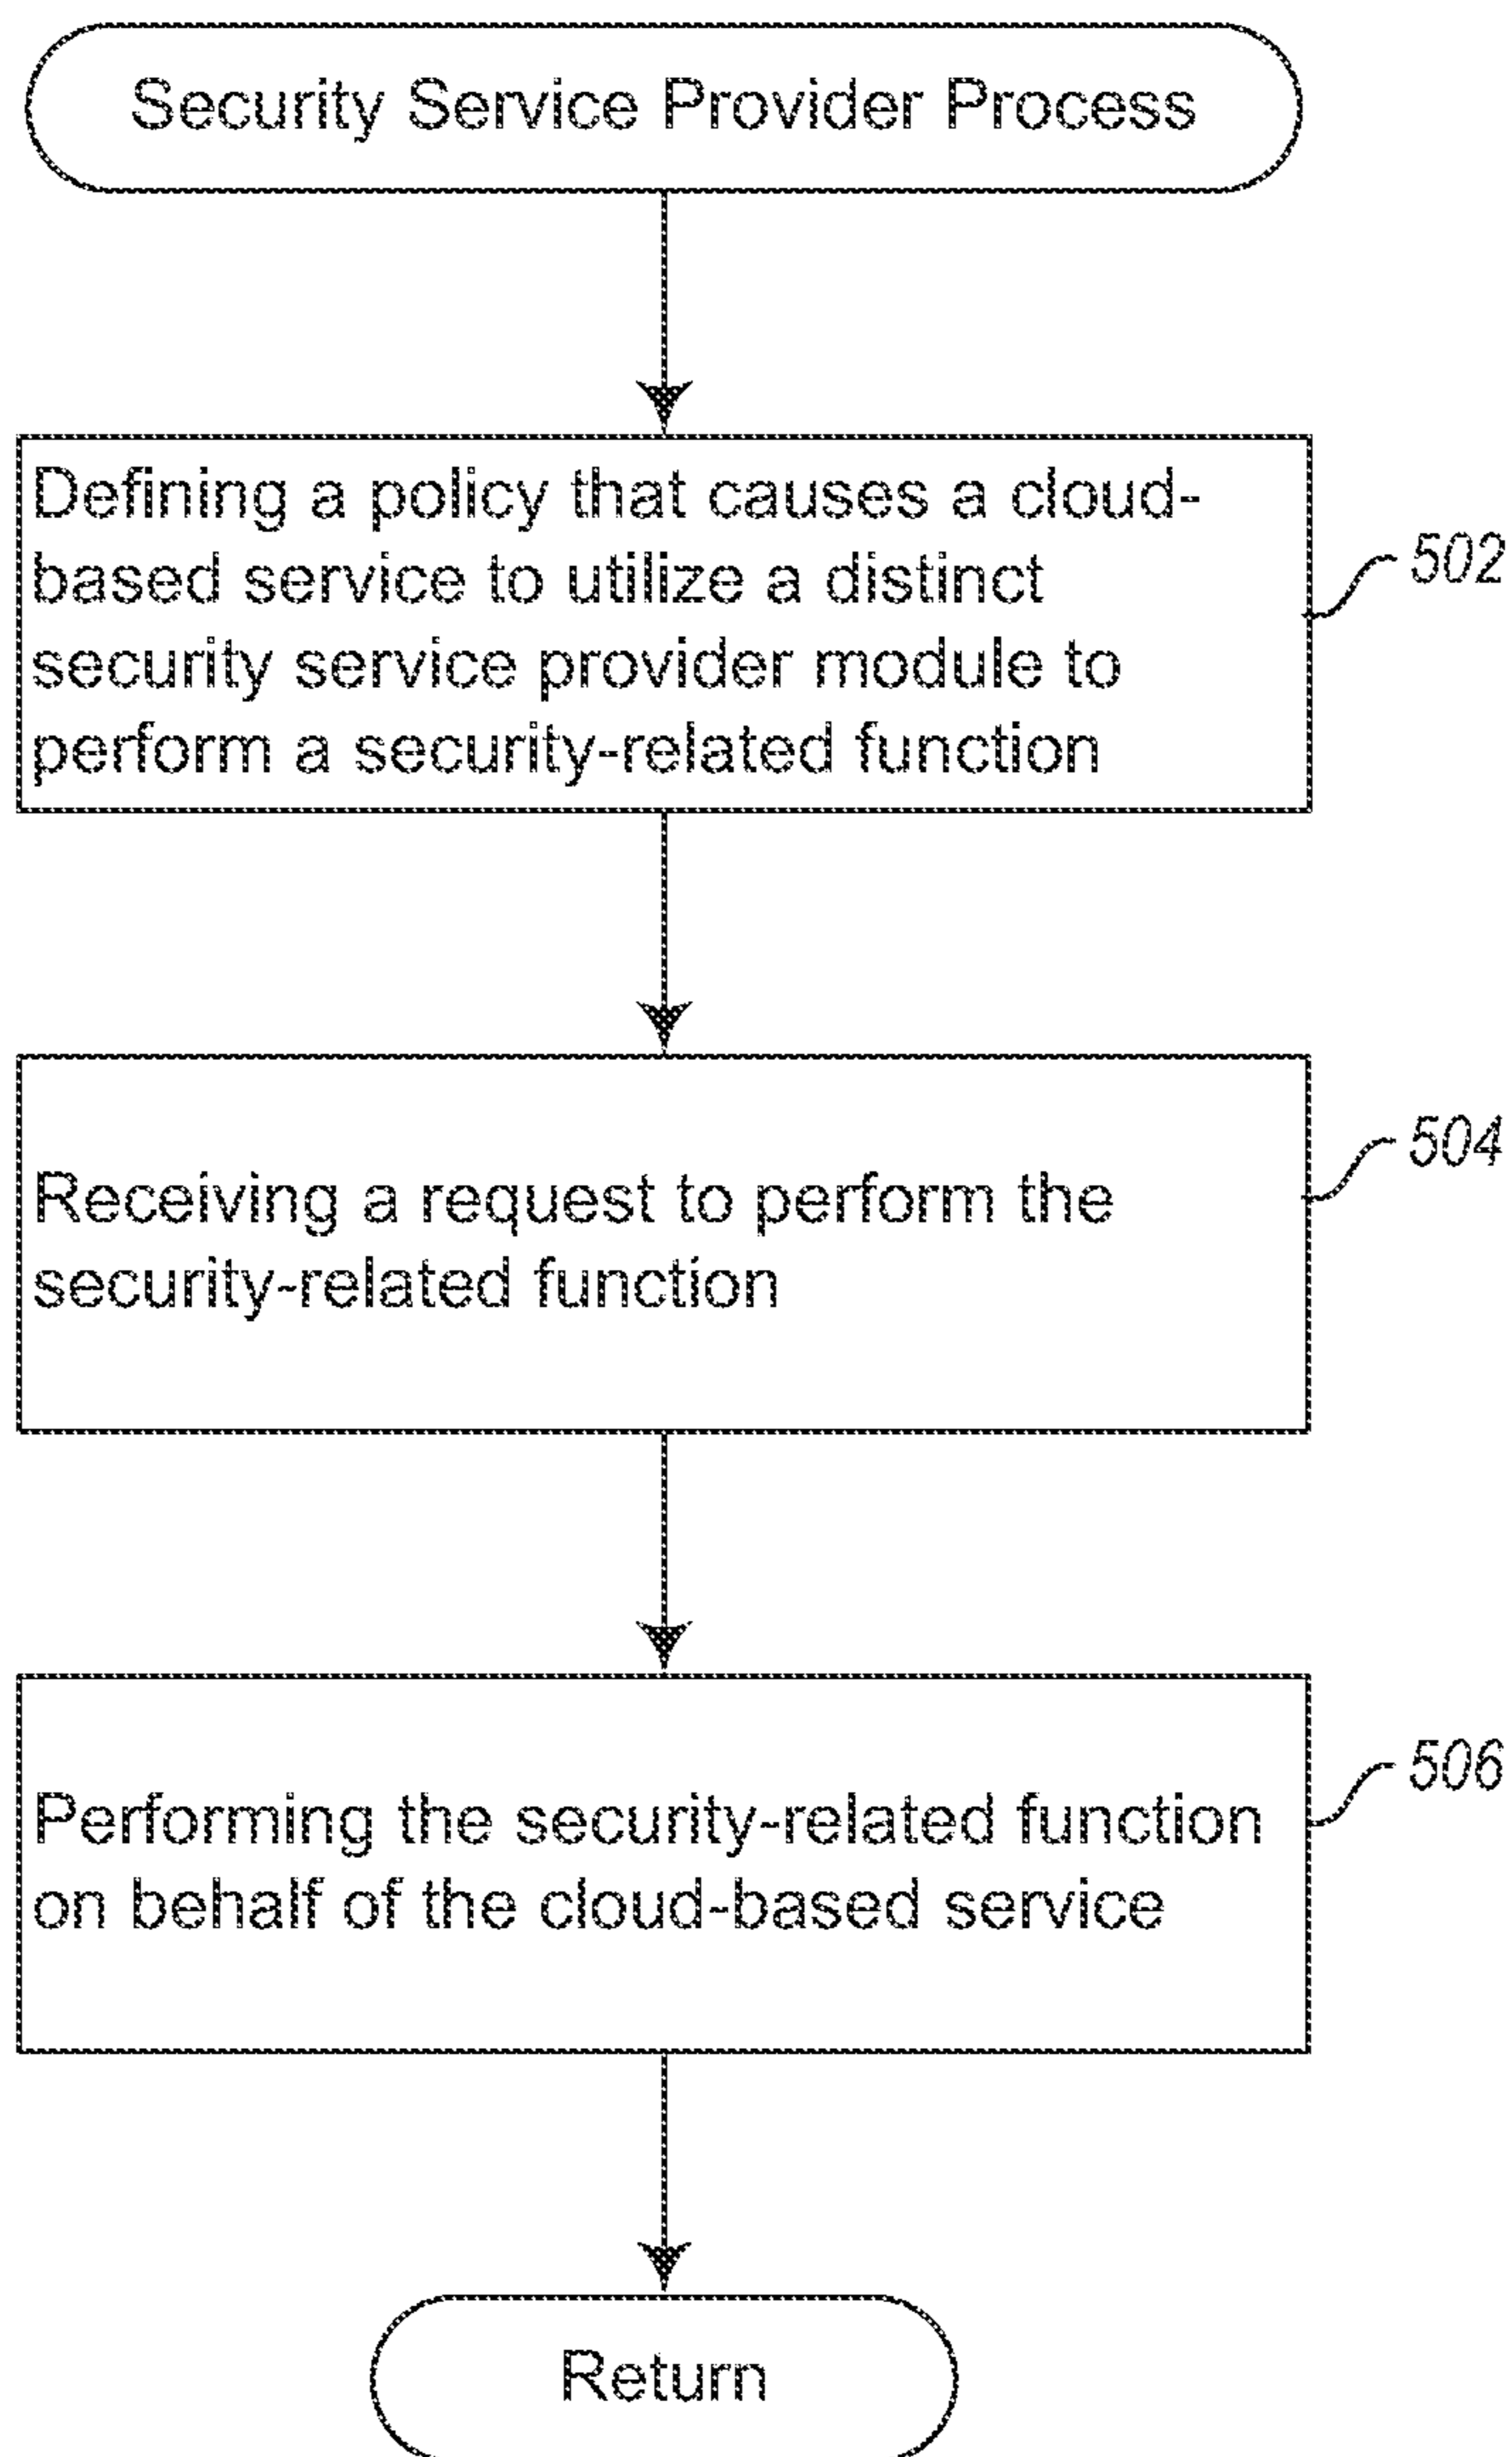 Security Service Provider Process
Defining a policy that causes a cloud-
based service to utilize a distinct
security service provider module to
perform a security-related function
502
Receiving a request to perform the
security-related function
504
Performing the security-related function
on behalf of the cloud-based service
506
Return